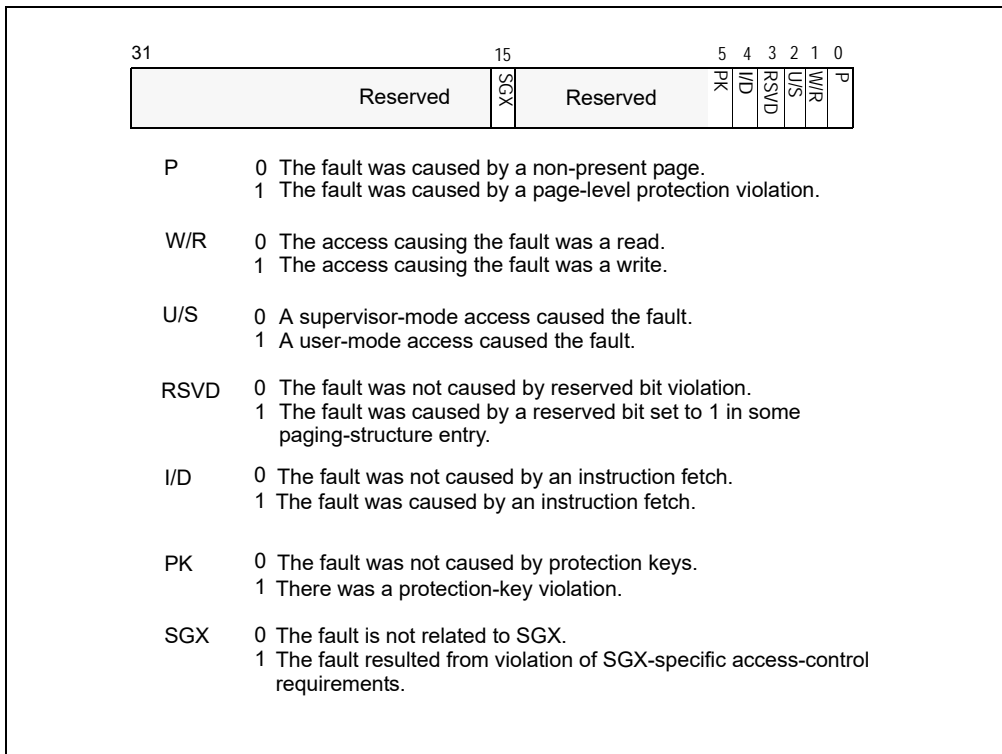 31 15 5 4 3 2 1 0
Reserved SGX Reserved PK I/D RSVD U/S W/R P
P 0 The fault was caused by a non-present page.
1 The fault was caused by a page-level protection violation.
W/R 0 The access causing the fault was a read.
1 The access causing the fault was a write.
U/S 0 A supervisor-mode access caused the fault.
1 A user-mode access caused the fault.
RSVD 0 The fault was not caused by reserved bit violation.
1 The fault was caused by a reserved bit set to 1 in some
paging-structure entry.
I/D 0 The fault was not caused by an instruction fetch.
1 The fault was caused by an instruction fetch.
PK 0 The fault was not caused by protection keys.
1 There was a protection-key violation.
SGX 0 The fault is not related to SGX.
1 The fault resulted from violation of SGX-specific access-control
requirements.